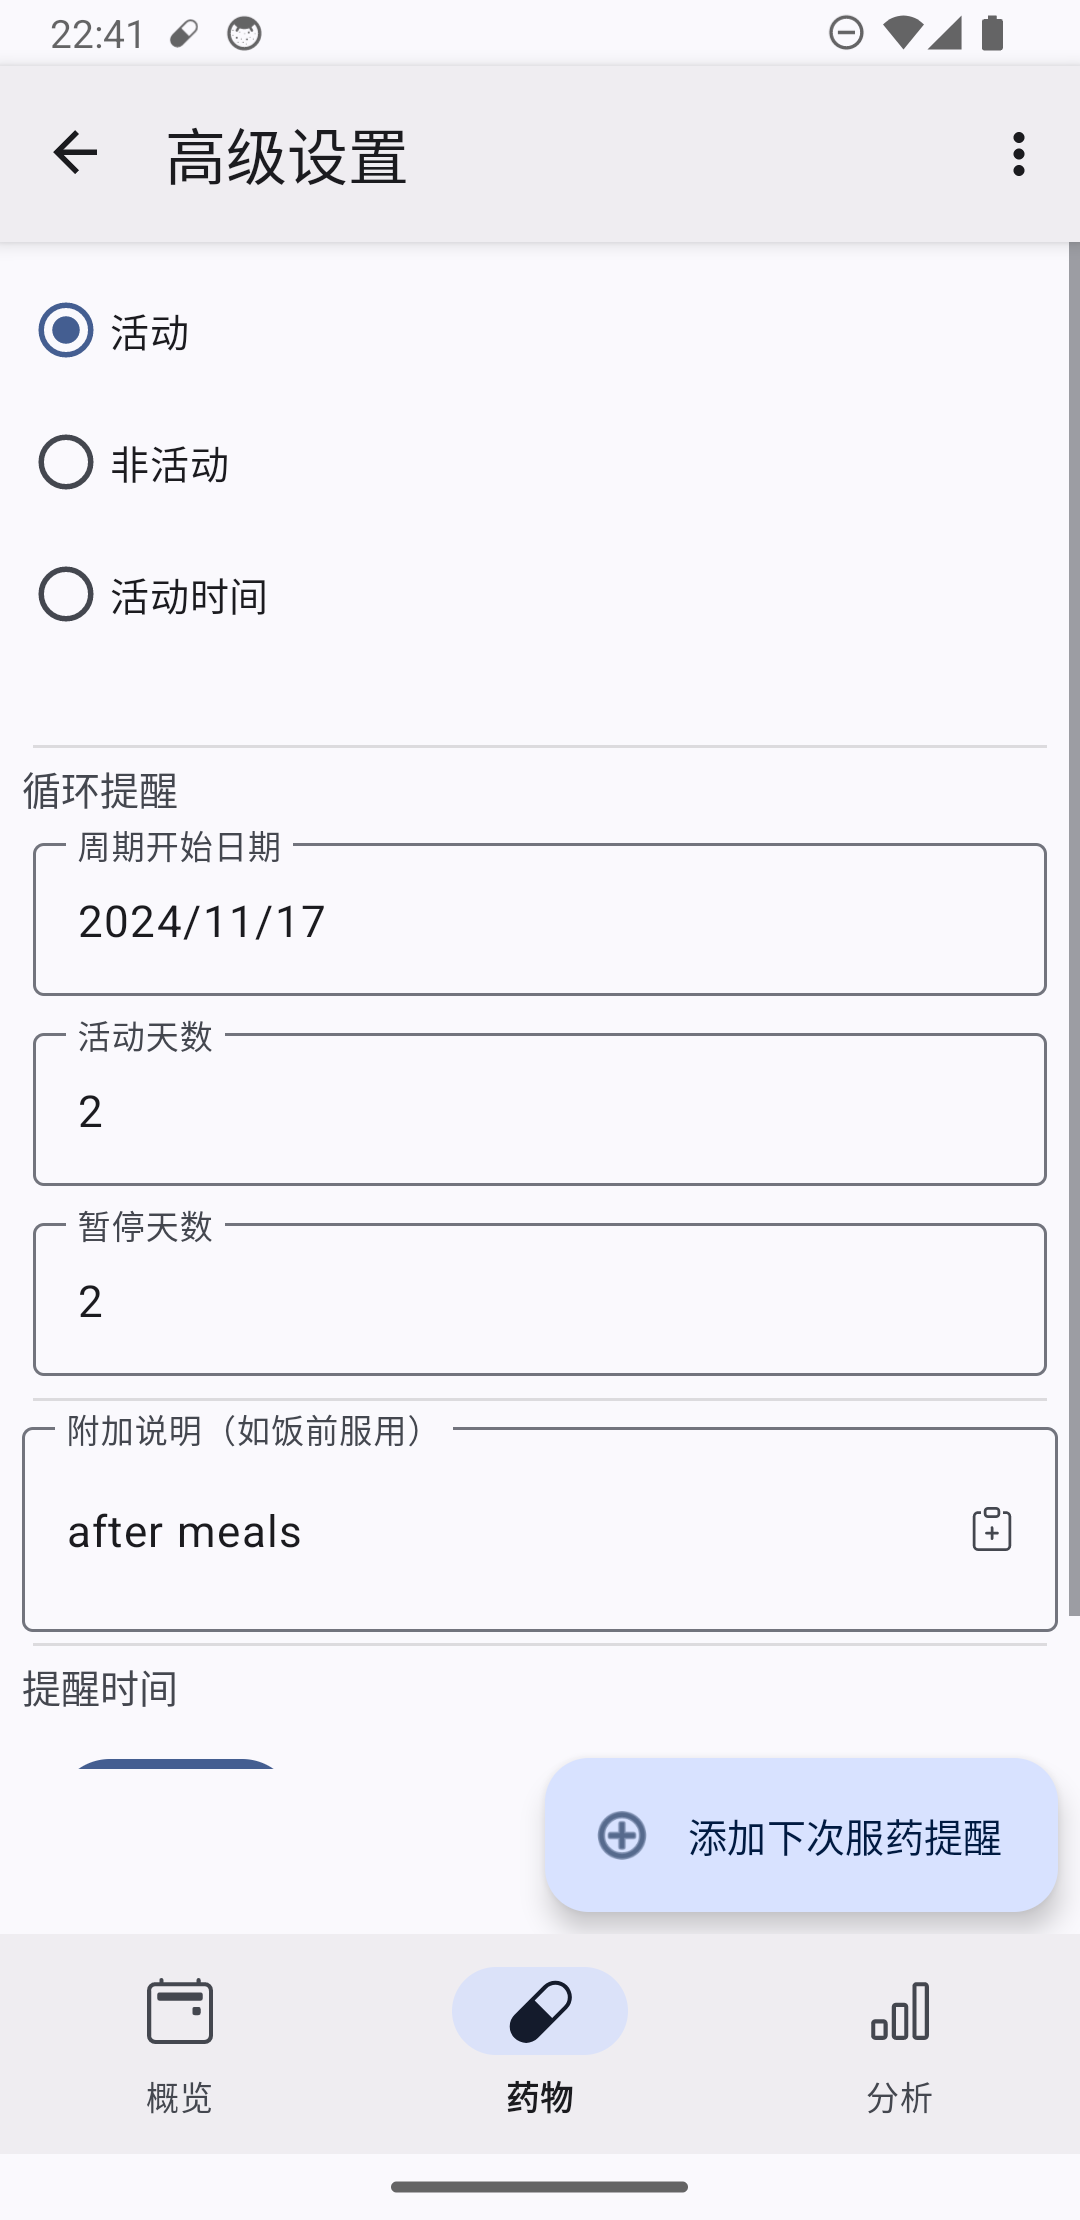 22:41
高级设置
活动
非活动
活动时间
循环提醒
周期开始日期
2024/11/17
活动天数
2
暂停天数
2
附加说明（如饭前服用）
after meals
提醒时间
添加下次服药提醒
概览
药物
分析